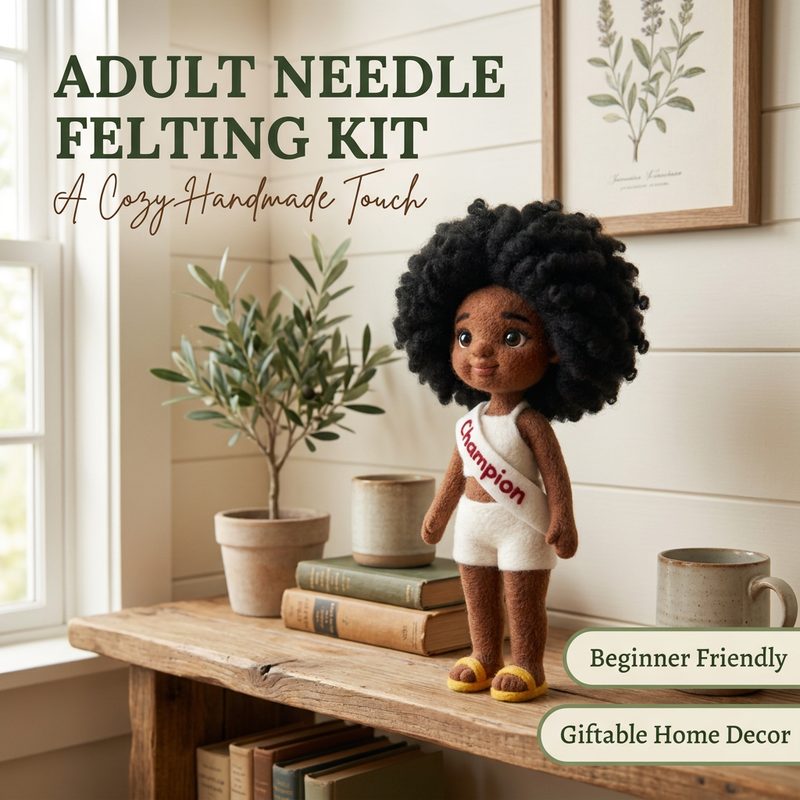 ADULT NEEDLE
FELTING KIT
A Cozy Handmade Touch
Champion
Beginner Friendly
Giftable Home Decor